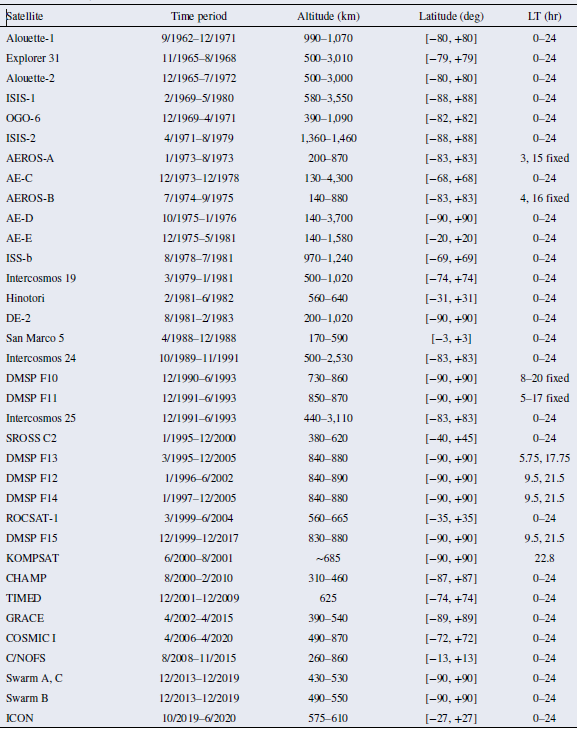 Satellite Time period Altitude (km) Latitude (deg) LT (hr)
Alouette-1 9/1962–12/1971 990–1,070 [−80, +80] 0–24
Explorer 31 11/1965–8/1968 500–3,010 [−79, +79] 0–24
Alouette-2 12/1965–7/1972 500–3,000 [−80, +80] 0–24
ISIS-1 2/1969–5/1980 580–3,550 [−88, +88] 0–24
OGO-6 12/1969–4/1971 390–1,090 [−82, +82] 0–24
ISIS-2 4/1971–8/1979 1,360–1,460 [−88, +88] 0–24
AEROS-A 1/1973–8/1973 200–870 [−83, +83] 3, 15 fixed
AE-C 12/1973–12/1978 130–4,300 [−68, +68] 0–24
AEROS-B 7/1974–9/1975 140–880 [−83, +83] 4, 16 fixed
AE-D 10/1975–1/1976 140–3,700 [−90, +90] 0–24
AE-E 12/1975–5/1981 140–1,580 [−20, +20] 0–24
ISS-b 8/1978–7/1981 970–1,240 [−69, +69] 0–24
Intercosmos 19 3/1979–1/1981 500–1,020 [−74, +74] 0–24
Hinotori 2/1981–6/1982 560–640 [−31, +31] 0–24
DE-2 8/1981–2/1983 200–1,020 [−90, +90] 0–24
San Marco 5 4/1988–12/1988 170–590 [−3, +3] 0–24
Intercosmos 24 10/1989–11/1991 500–2,530 [−83, +83] 0–24
DMSP F10 12/1990–6/1993 730–860 [−90, +90] 8–20 fixed
DMSP F11 12/1991–6/1993 850–870 [−90, +90] 5–17 fixed
Intercosmos 25 12/1991–6/1993 440–3,110 [−83, +83] 0–24
SROSS C2 1/1995–12/2000 380–620 [−40, +45] 0–24
DMSP F13 3/1995–12/2005 840–880 [−90, +90] 5.75, 17.75
DMSP F12 1/1996–6/2002 840–890 [−90, +90] 9.5, 21.5
DMSP F14 1/1997–12/2005 840–880 [−90, +90] 9.5, 21.5
ROCSAT-1 3/1999–6/2004 560–665 [−35, +35] 0–24
DMSP F15 12/1999–12/2017 830–880 [−90, +90] 9.5, 21.5
KOMPSAT 6/2000–8/2001 ~685 [−90, +90] 22.8
CHAMP 8/2000–2/2010 310–460 [−87, +87] 0–24
TIMED 12/2001–12/2009 625 [−74, +74] 0–24
GRACE 4/2002–4/2015 390–540 [−89, +89] 0–24
COSMIC I 4/2006–4/2020 490–870 [−72, +72] 0–24
C/NOFS 8/2008–11/2015 260–860 [−13, +13] 0–24
Swarm A, C 12/2013–12/2019 430–530 [−90, +90] 0–24
Swarm B 12/2013–12/2019 490–550 [−90, +90] 0–24
ICON 10/2019–6/2020 575–610 [−27, +27] 0–24